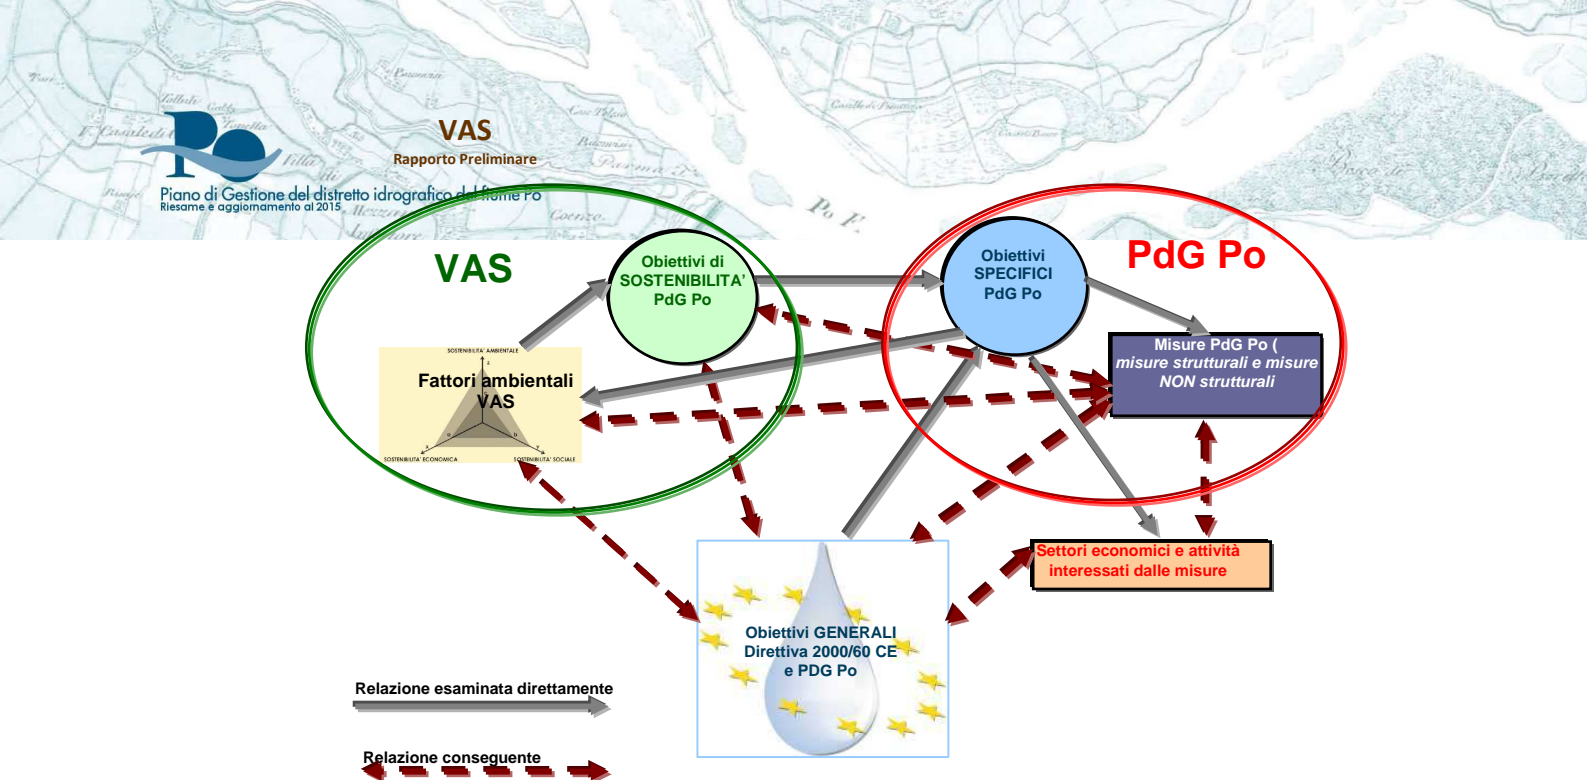 VAS
Rapporto Preliminare
Po
Piano di Gestione del distretto idrografico del fiume Po
Riesame e aggiornamento al 2015
Po F.
VAS
PdG Po
Obiettivi di
SOSTENIBILITA'
PdG Po
Obiettivi
SPECIFICI
PdG Po
Misure PdG Po (
misure strutturali e misure
NON strutturali
SOSTENIBILITA' AMBIENTALE
z
Fattori ambientali
VAS
x
y
b
SOSTENIBILITA' ECONOMICA
SOSTENIBILITA' SOCIALE
Settori economici e attività
interessati dalle misure
Obiettivi GENERALI
Direttiva 2000/60 CE
e PDG Po
Relazione esaminata direttamente
Relazione conseguente